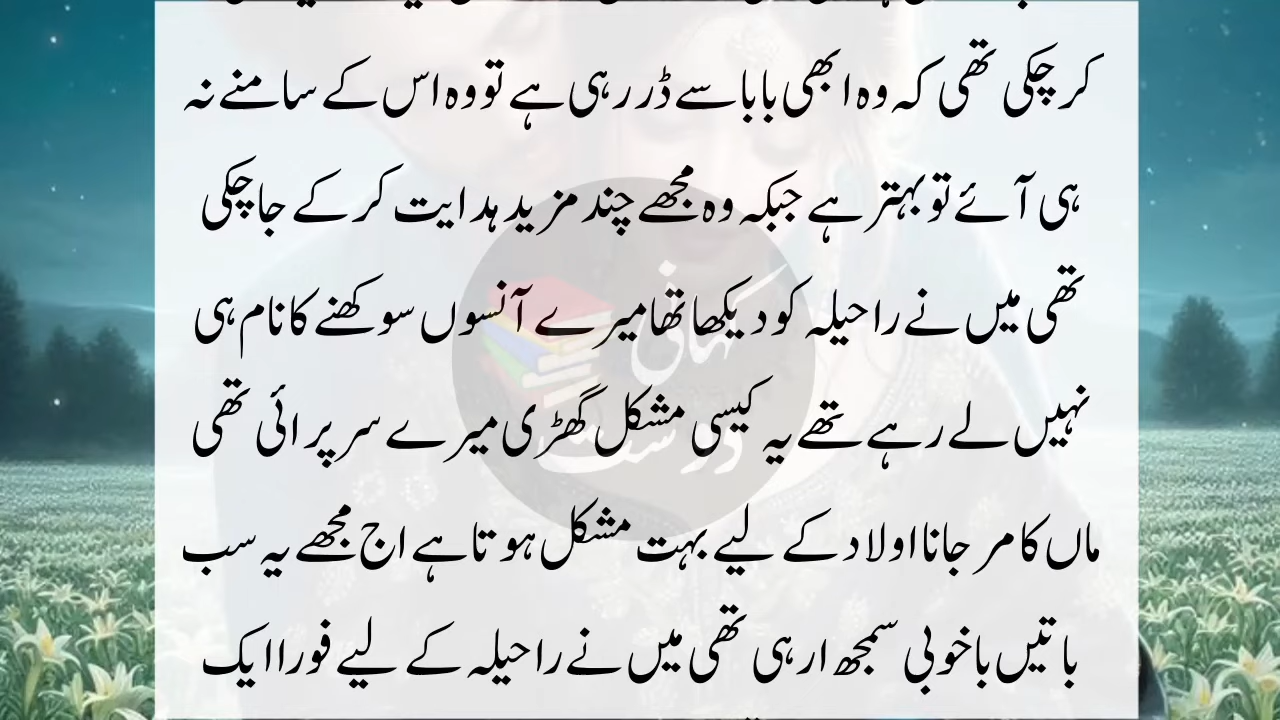 کر چکی تھی کہ وہ ابھی بابا سے ڈر رہی ہے تو وہ اس کے سامنے نہ
ہی آئے تو بہتر ہے جبکہ وہ مجھے چند مزید ہدایت کر کے جا چکی
تھی میں نے راحیلہ کو دیکھا تھا میرے آنسوں سوکھنے کا نام ہی
نہیں لے رہے تھے یہ کیسی مشکل گھڑی میرے سر پر ائی تھی
ماں کا مر جانا اولاد کے لیے بہت مشکل ہوتا ہے اج مجھے یہ سب
باتیں باخوبی سمجھ ارہی تھی میں نے راحیلہ کے لیے فورا ایک
کہانی
دوست